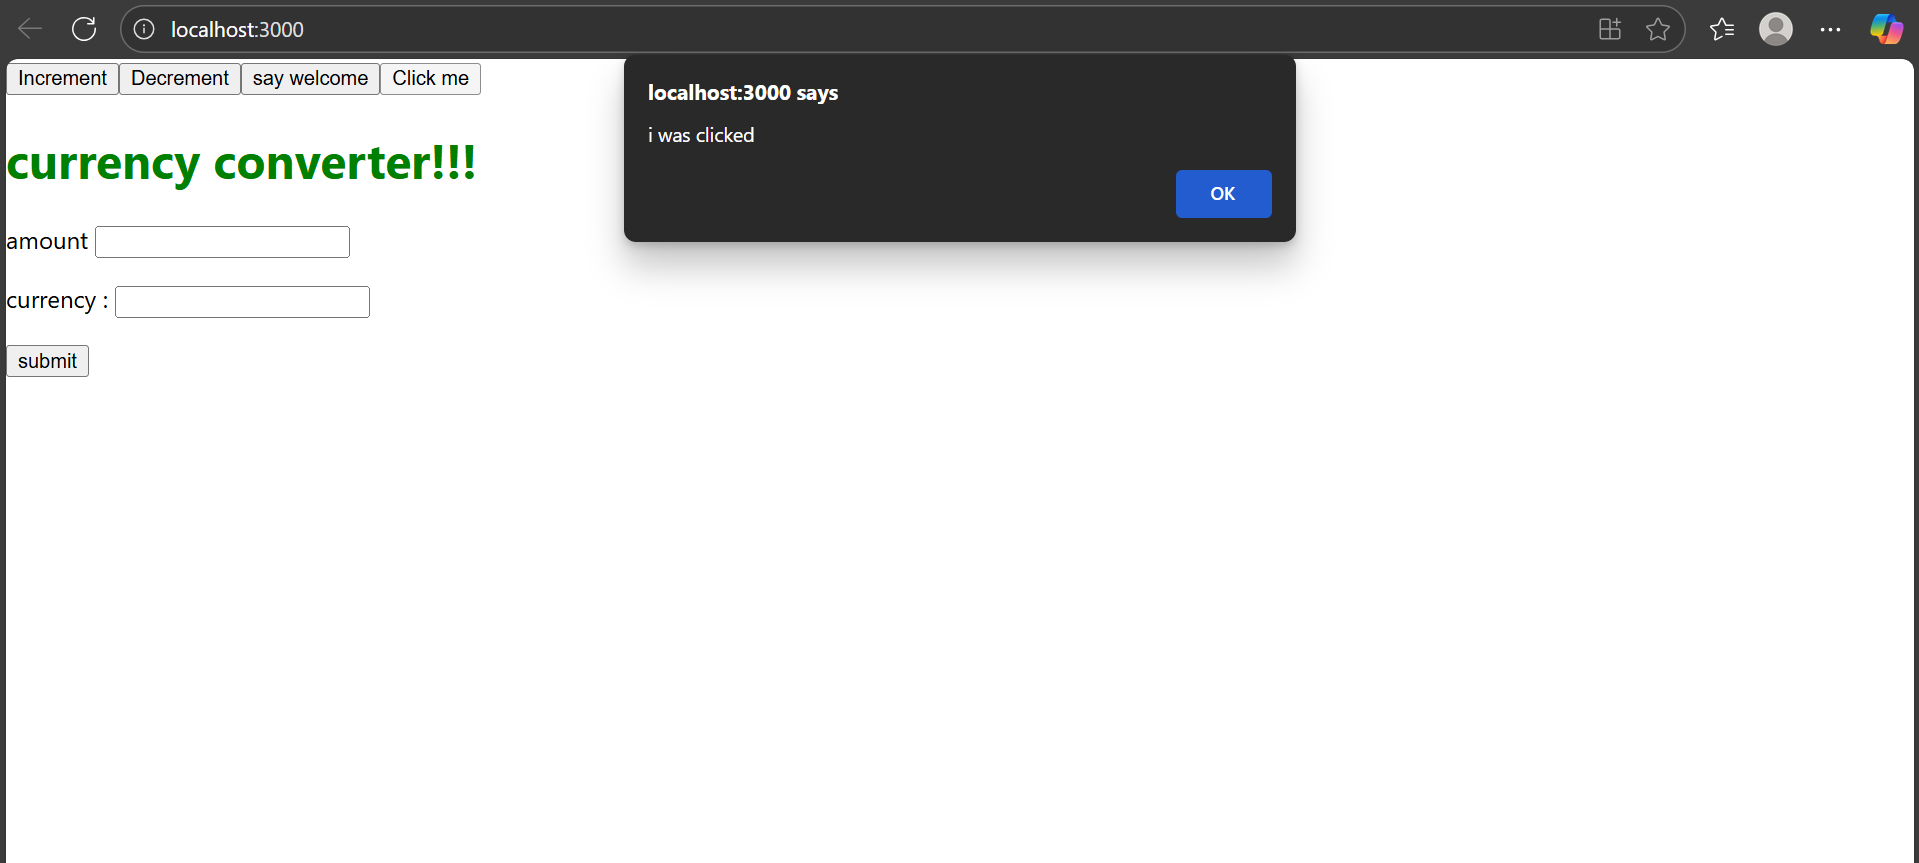 localhost:3000
Increment Decrement say welcome Click me
localhost:3000 says
i was clicked
OK
currency converter!!!
amount
currency :
submit